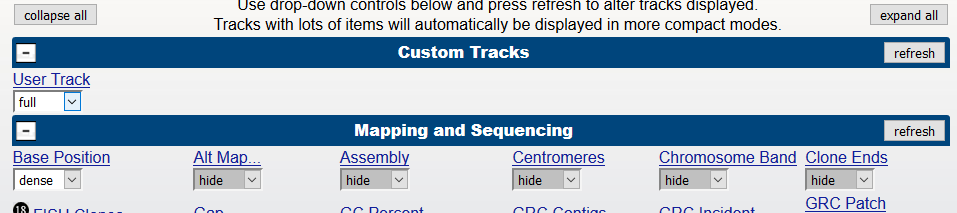 Use drop-down controls below and press refresh to alter tracks displayed.
collapse all
expand all
Tracks with lots of items will automatically be displayed in more compact modes.
- Custom Tracks refresh
User Track
full
- Mapping and Sequencing refresh
Base Position Alt Map... Assembly Centromeres Chromosome Band Clone Ends
dense hide hide hide hide hide
GRC Patch
18 FISH Clones Gap GC Percent GRC Contigs GRC Incident